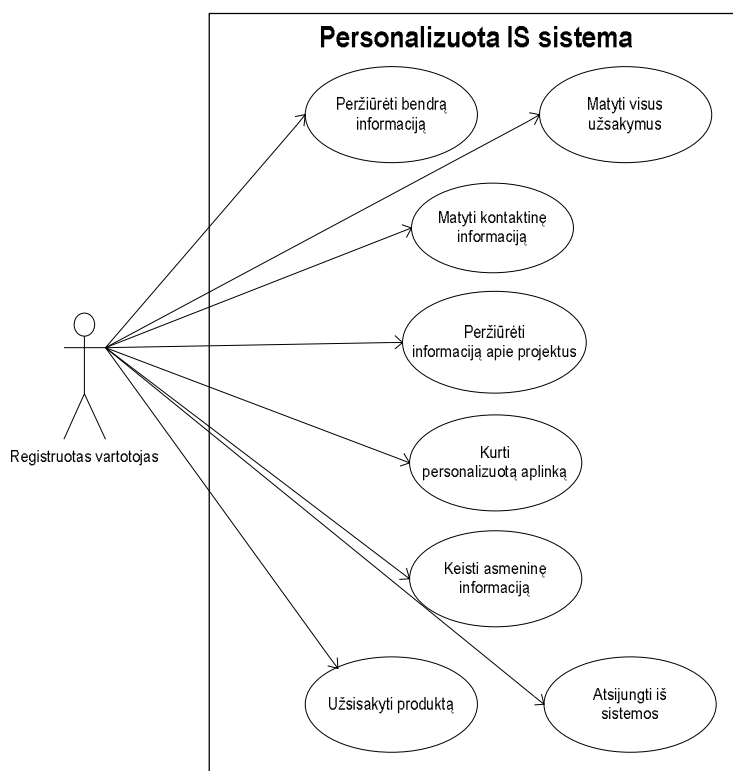 Personalizuota IS sistema
Peržiūrėti bendrą
informaciją
Matyti visus
užsakymus
Matyti kontaktinę
informaciją
Peržiūrėti
informaciją apie projektus
Registruotas vartotojas
Kurti
personalizuotą aplinką
Keisti asmeninę
informaciją
Užsisakyti produktą
Atsijungti iš
sistemos